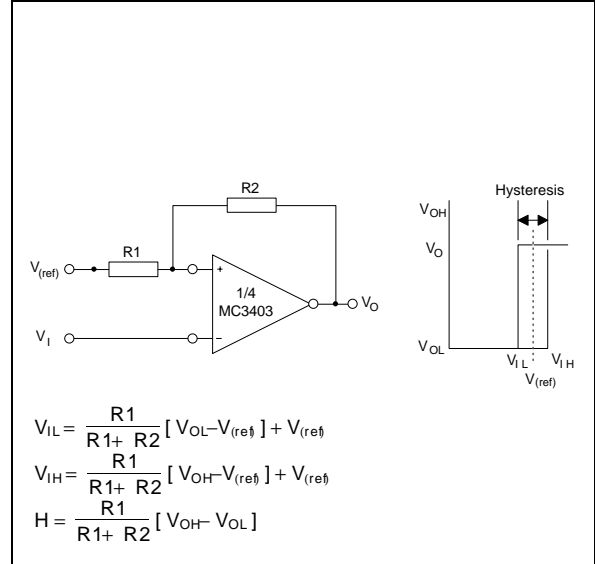 R2
Hysteresis
R1
V(ref)
+
1/4
MC3403
VO
VI
–
VOH
VO
VOL
VIL
VIH
V(ref)
VIL = R1 / R1 + R2 [ VOL–V(ref) ] + V(ref)
VIH = R1 / R1 + R2 [ VOH–V(ref) ] + V(ref)
H = R1 / R1 + R2 [ VOH– VOL ]